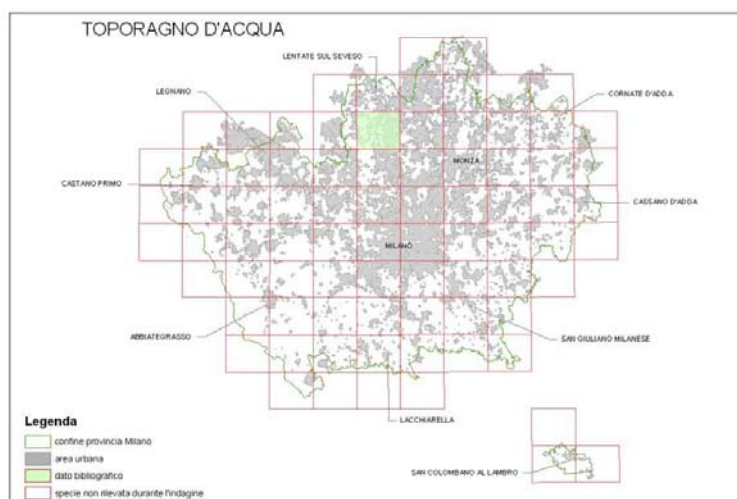 TOPORAGNO D'ACQUA
LENTATE SUL SEVESO
LEGNANO
CORNATE D'ADDA
MONZA
CASTANO PRIMO
CASSANO D'ADDA
MILANO
ABBIATEGRASSO
SAN GIULIANO MILANESE
LACCHIARELLA
SAN COLOMBANO AL LAMBRO
Legenda
confine provincia Milano
area urbana
dato bibliografico
specie non rilevata durante l'indagine